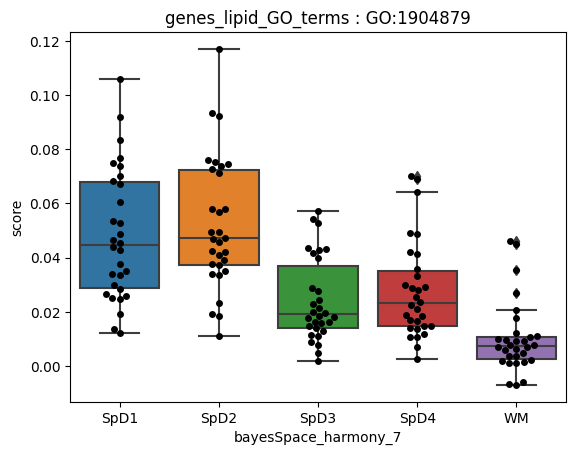 genes_lipid_GO_terms : GO:1904879
0.12
0.10
0.08
0.06
0.04
0.02
0.00
score
SpD1 SpD2 SpD3 SpD4 WM
bayesSpace_harmony_7